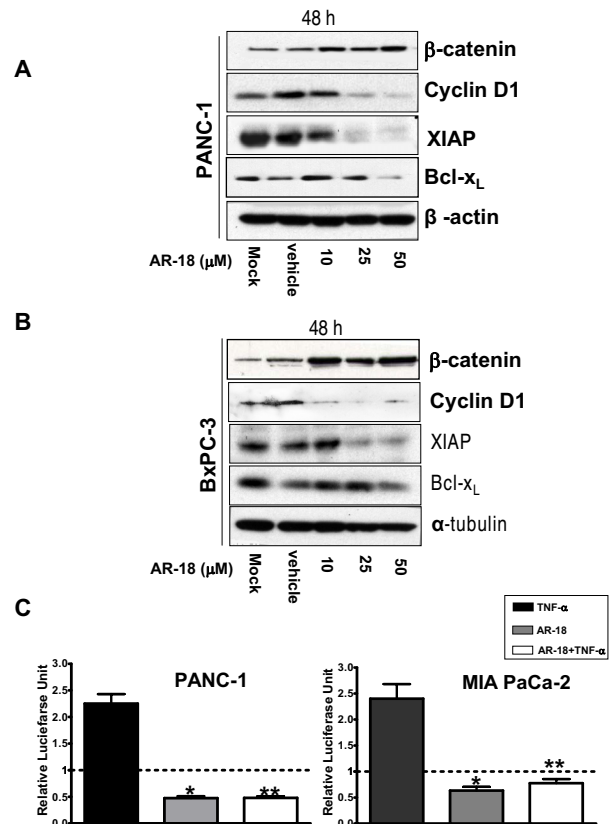 A
48 h
PANC-1
β-catenin
Cyclin D1
XIAP
Bcl-xL
β -actin
AR-18 (µM)
Mock
vehicle
10
25
50
B
48 h
BxPC-3
β-catenin
Cyclin D1
XIAP
Bcl-xL
α-tubulin
AR-18 (µM)
Mock
vehicle
10
25
50
C
TNF-α
AR-18
AR-18+TNF-α
Relative Luciefarse Unit
3.0
2.5
2.0
1.5
1
0.5
0.0
PANC-1
*
**
Relative Luciferase Unit
3.0
2.5
2.0
1.5
1
0.5
0.0
MIA PaCa-2
*
**